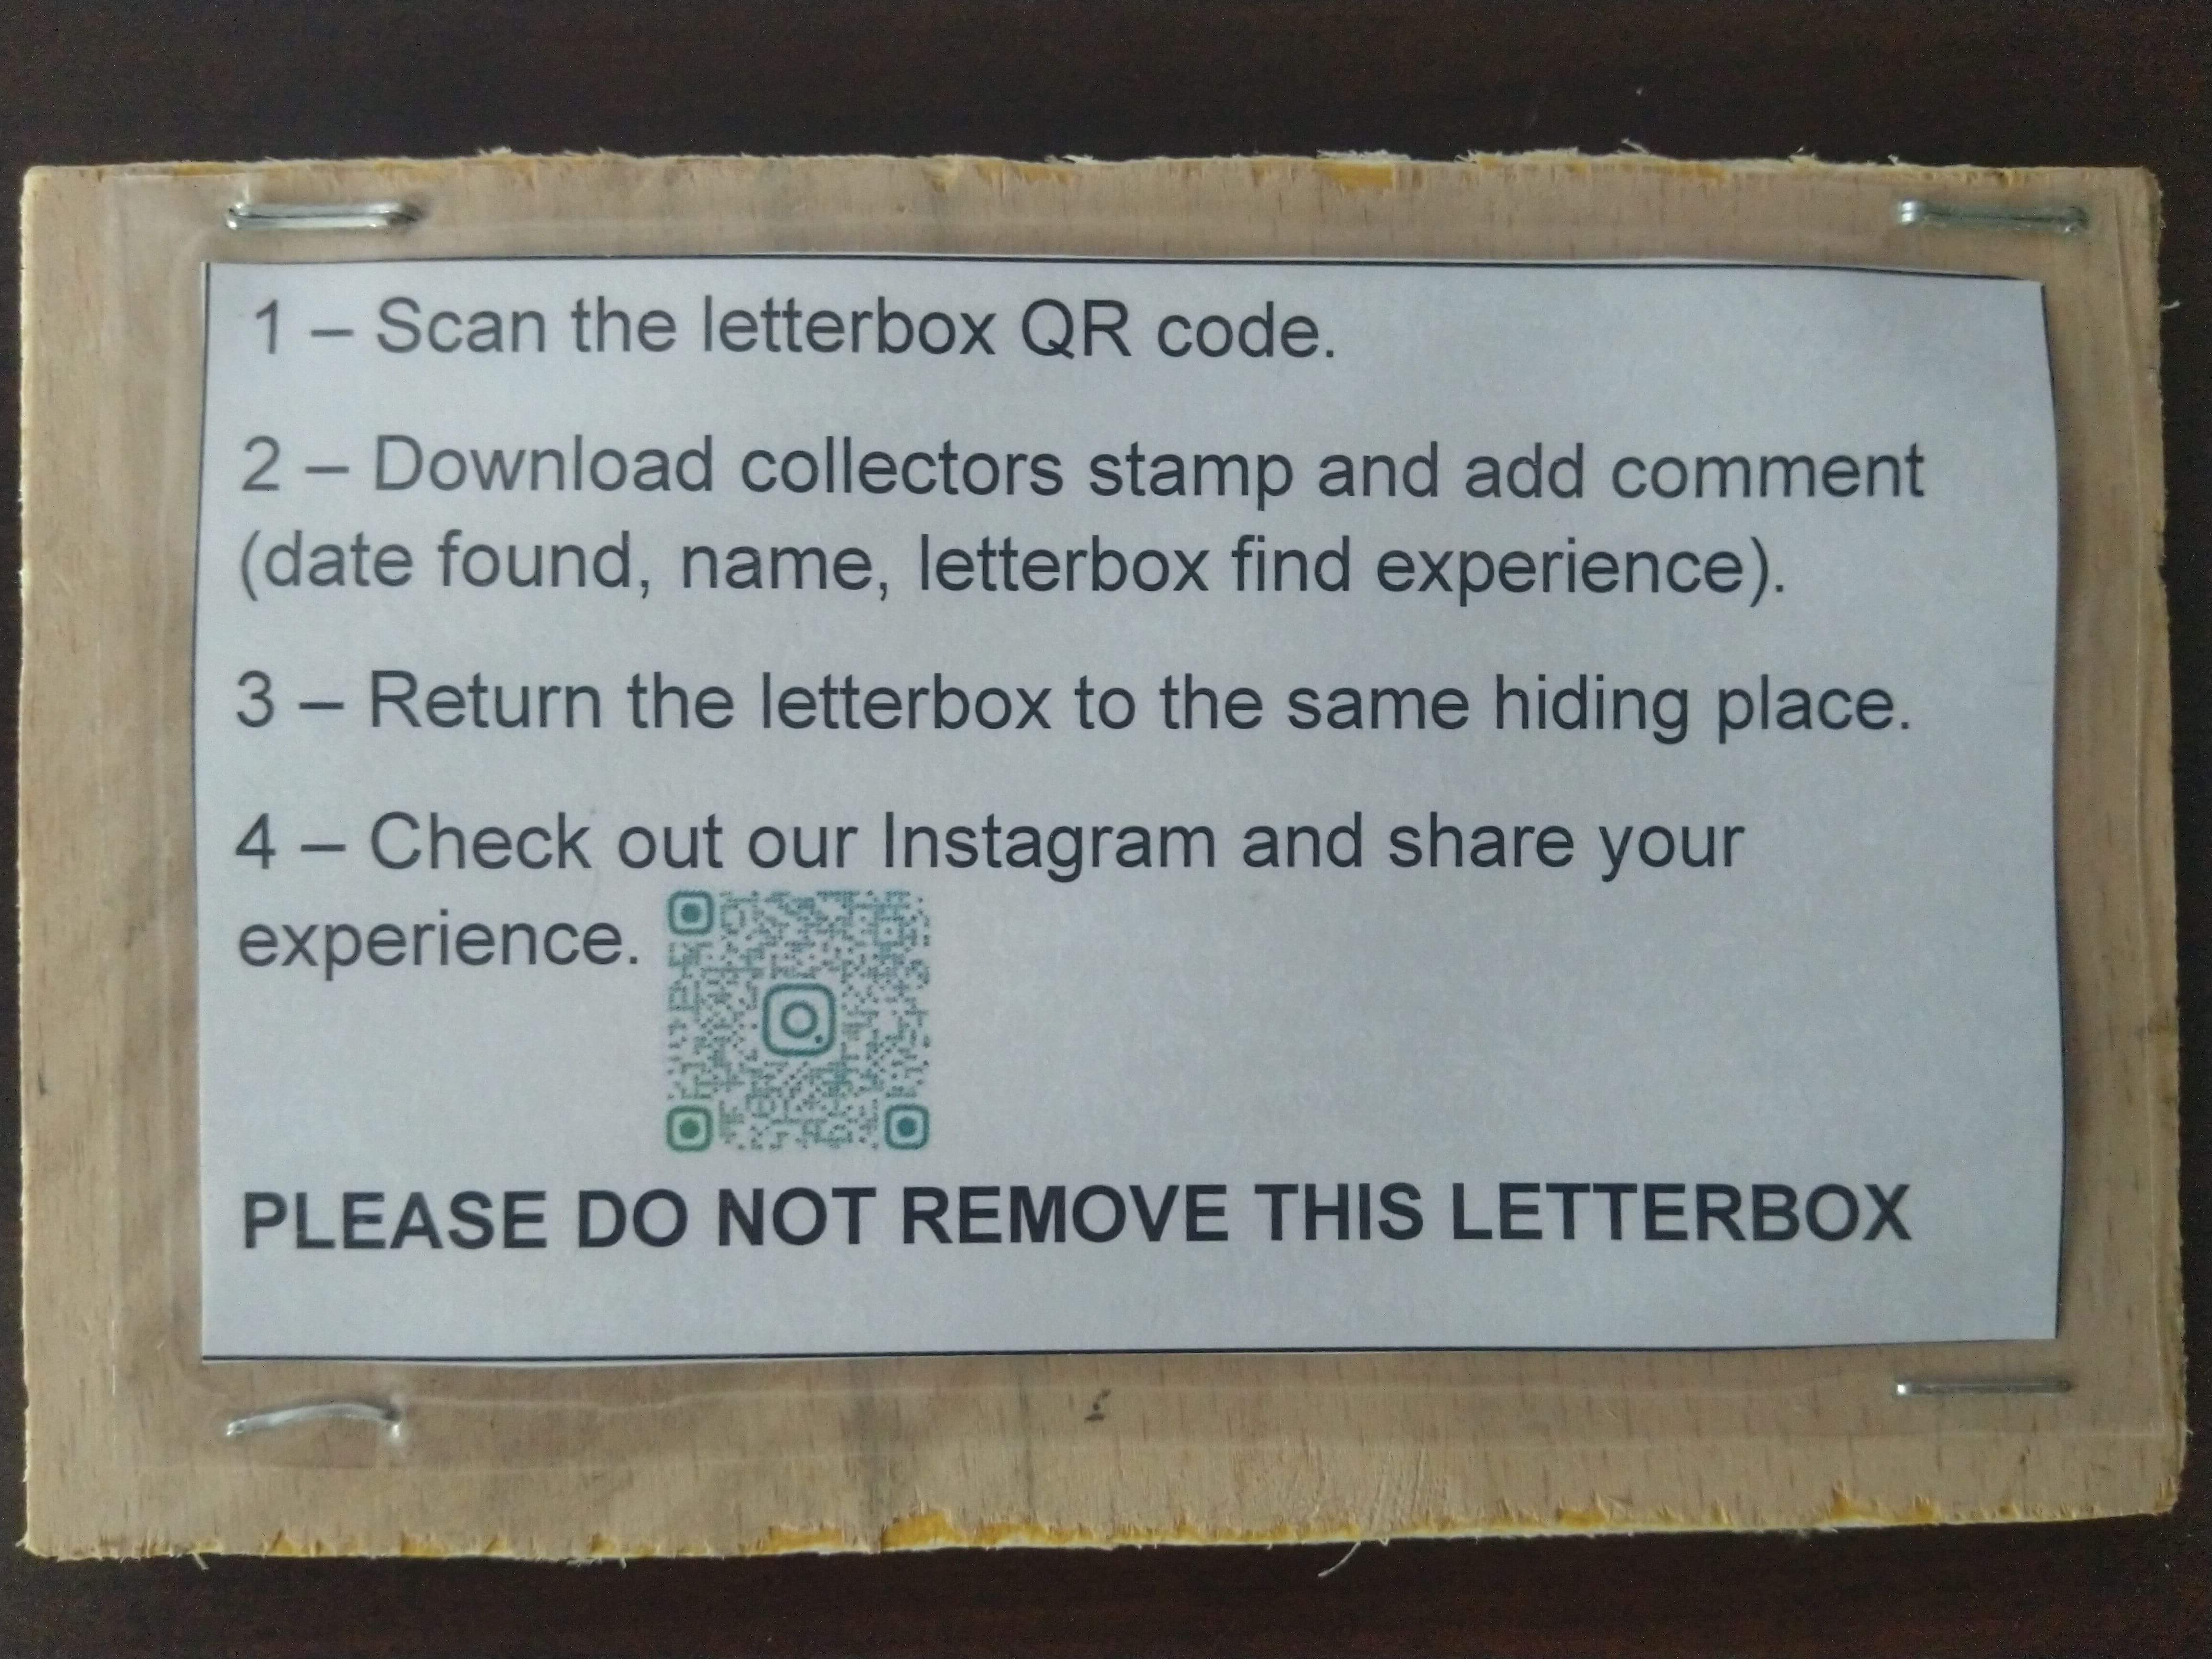 1 – Scan the letterbox QR code.
2 – Download collectors stamp and add comment
(date found, name, letterbox find experience).
3 – Return the letterbox to the same hiding place.
4 – Check out our Instagram and share your
experience.
PLEASE DO NOT REMOVE THIS LETTERBOX